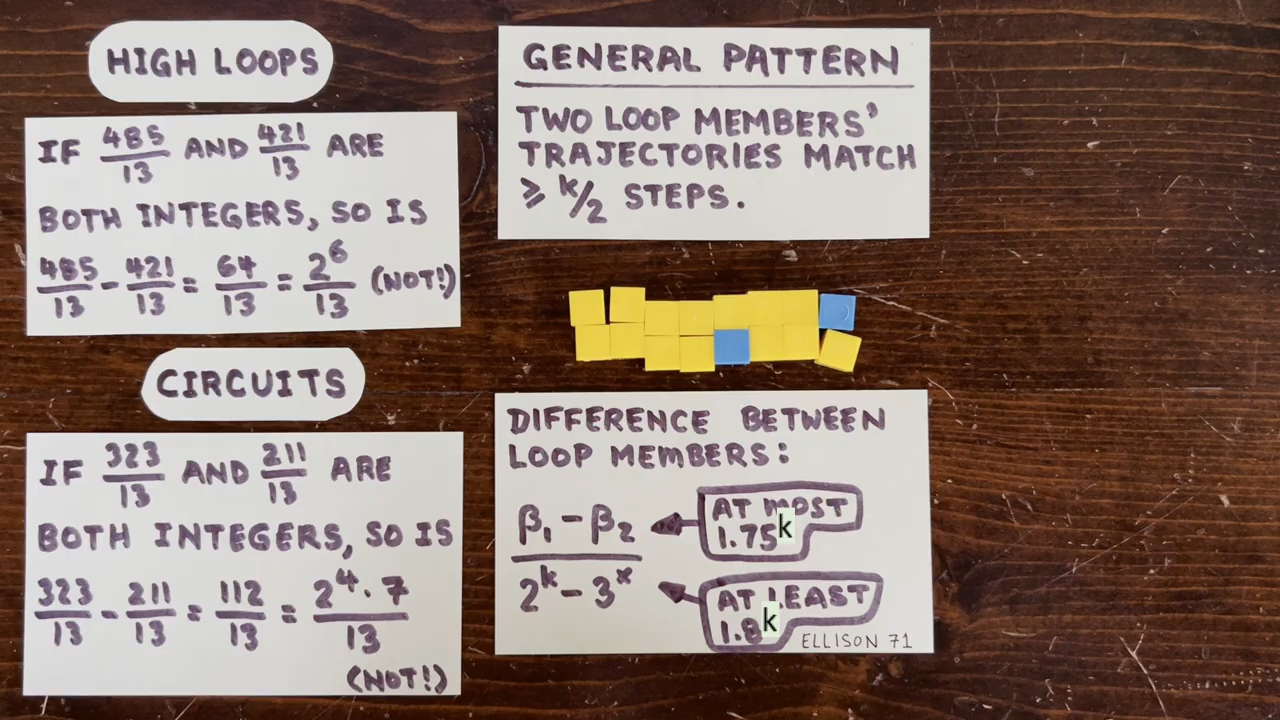 HIGH LOOPS
IF 485/13 AND 421/13 ARE
BOTH INTEGERS, SO IS
485/13 - 421/13 = 64/13 = 2^6/13 (NOT!)
CIRCUITS
IF 323/13 AND 211/13 ARE
BOTH INTEGERS, SO IS
323/13 - 211/13 = 112/13 = 2^4·7/13
(NOT!)
GENERAL PATTERN
TWO LOOP MEMBERS'
TRAJECTORIES MATCH
≥ k/2 STEPS.
DIFFERENCE BETWEEN
LOOP MEMBERS:
β₁ - β₂
2^k - 3^x
AT MOST
1.75^k
AT LEAST
1.8^k
ELLISON 71